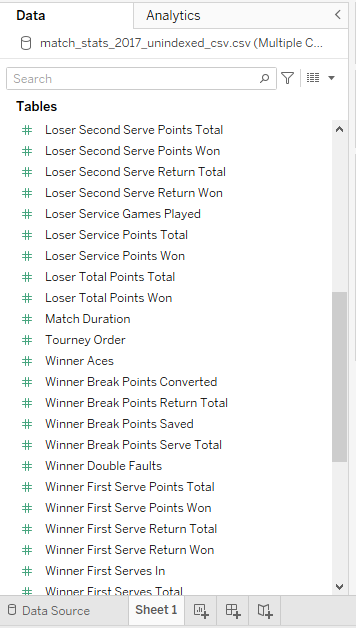 Data
Analytics
match_stats_2017_unindexed_csv.csv (Multiple C...
Search
Tables
Loser Second Serve Points Total
Loser Second Serve Points Won
Loser Second Serve Return Total
Loser Second Serve Return Won
Loser Service Games Played
Loser Service Points Total
Loser Service Points Won
Loser Total Points Total
Loser Total Points Won
Match Duration
Tourney Order
Winner Aces
Winner Break Points Converted
Winner Break Points Return Total
Winner Break Points Saved
Winner Break Points Serve Total
Winner Double Faults
Winner First Serve Points Total
Winner First Serve Points Won
Winner First Serve Return Total
Winner First Serve Return Won
Winner First Serves In
Winner First Serves Total
Data Source
Sheet 1